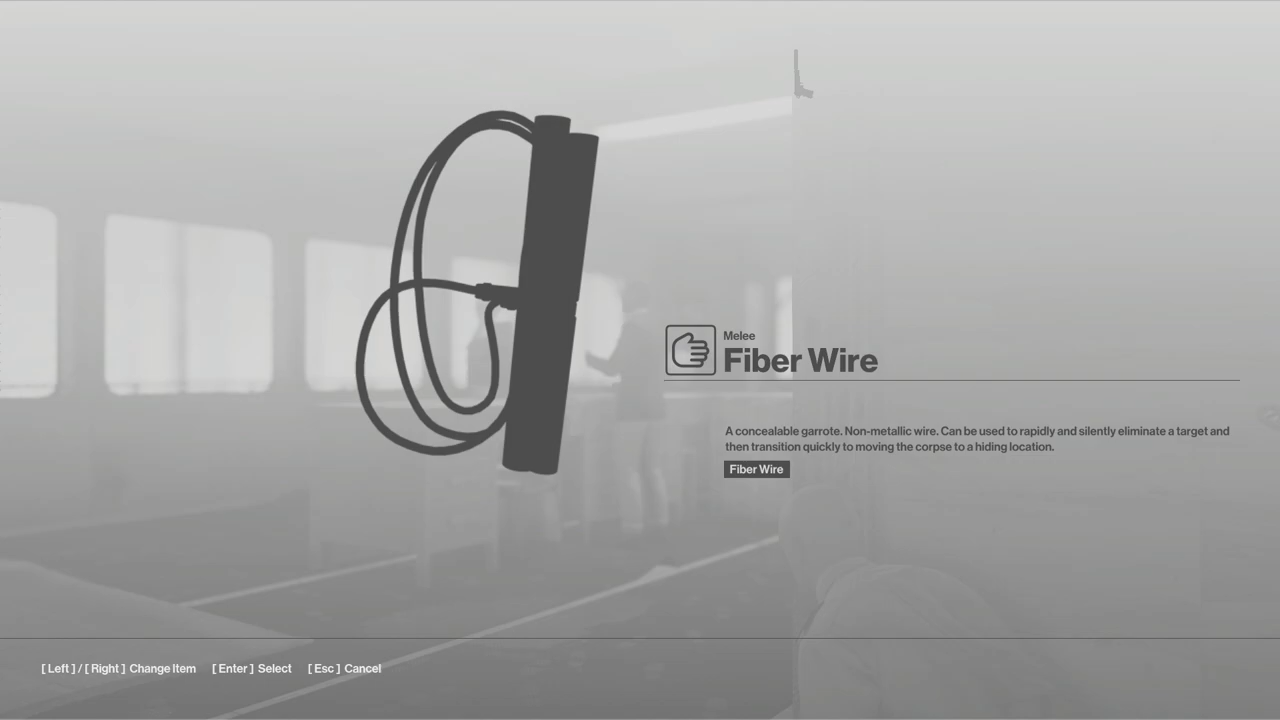 Melee
Fiber Wire
A concealable garrote. Non-metallic wire. Can be used to rapidly and silently eliminate a target and
then transition quickly to moving the corpse to a hiding location.
Fiber Wire
[ Left ] / [ Right ] Change Item [ Enter ] Select [ Esc ] Cancel